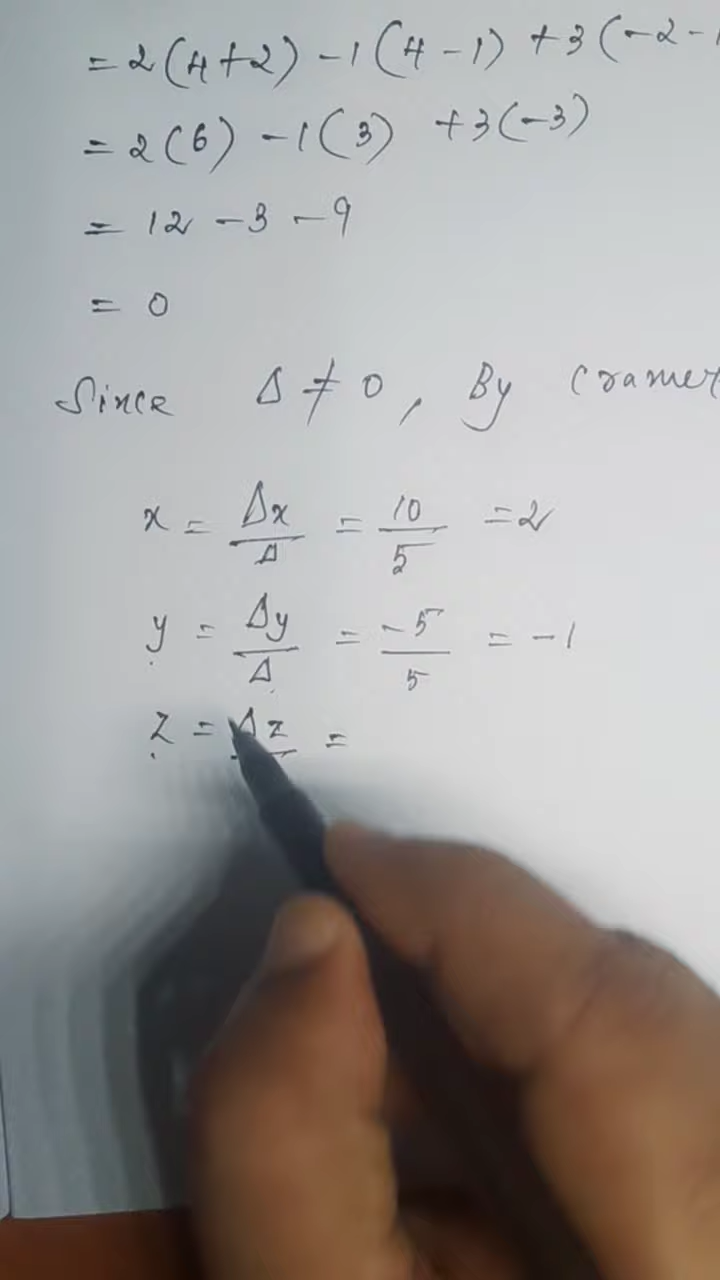 = 2(4+2) -1(4-1) +3(-2-1
= 2(6) -1(3) +3(-3)
= 12 -3 -9
= 0
Since Δ ≠ 0, By Cramer
x = Δx/Δ = 10/5 = 2
y = Δy/Δ = -5/5 = -1
z = Δz =